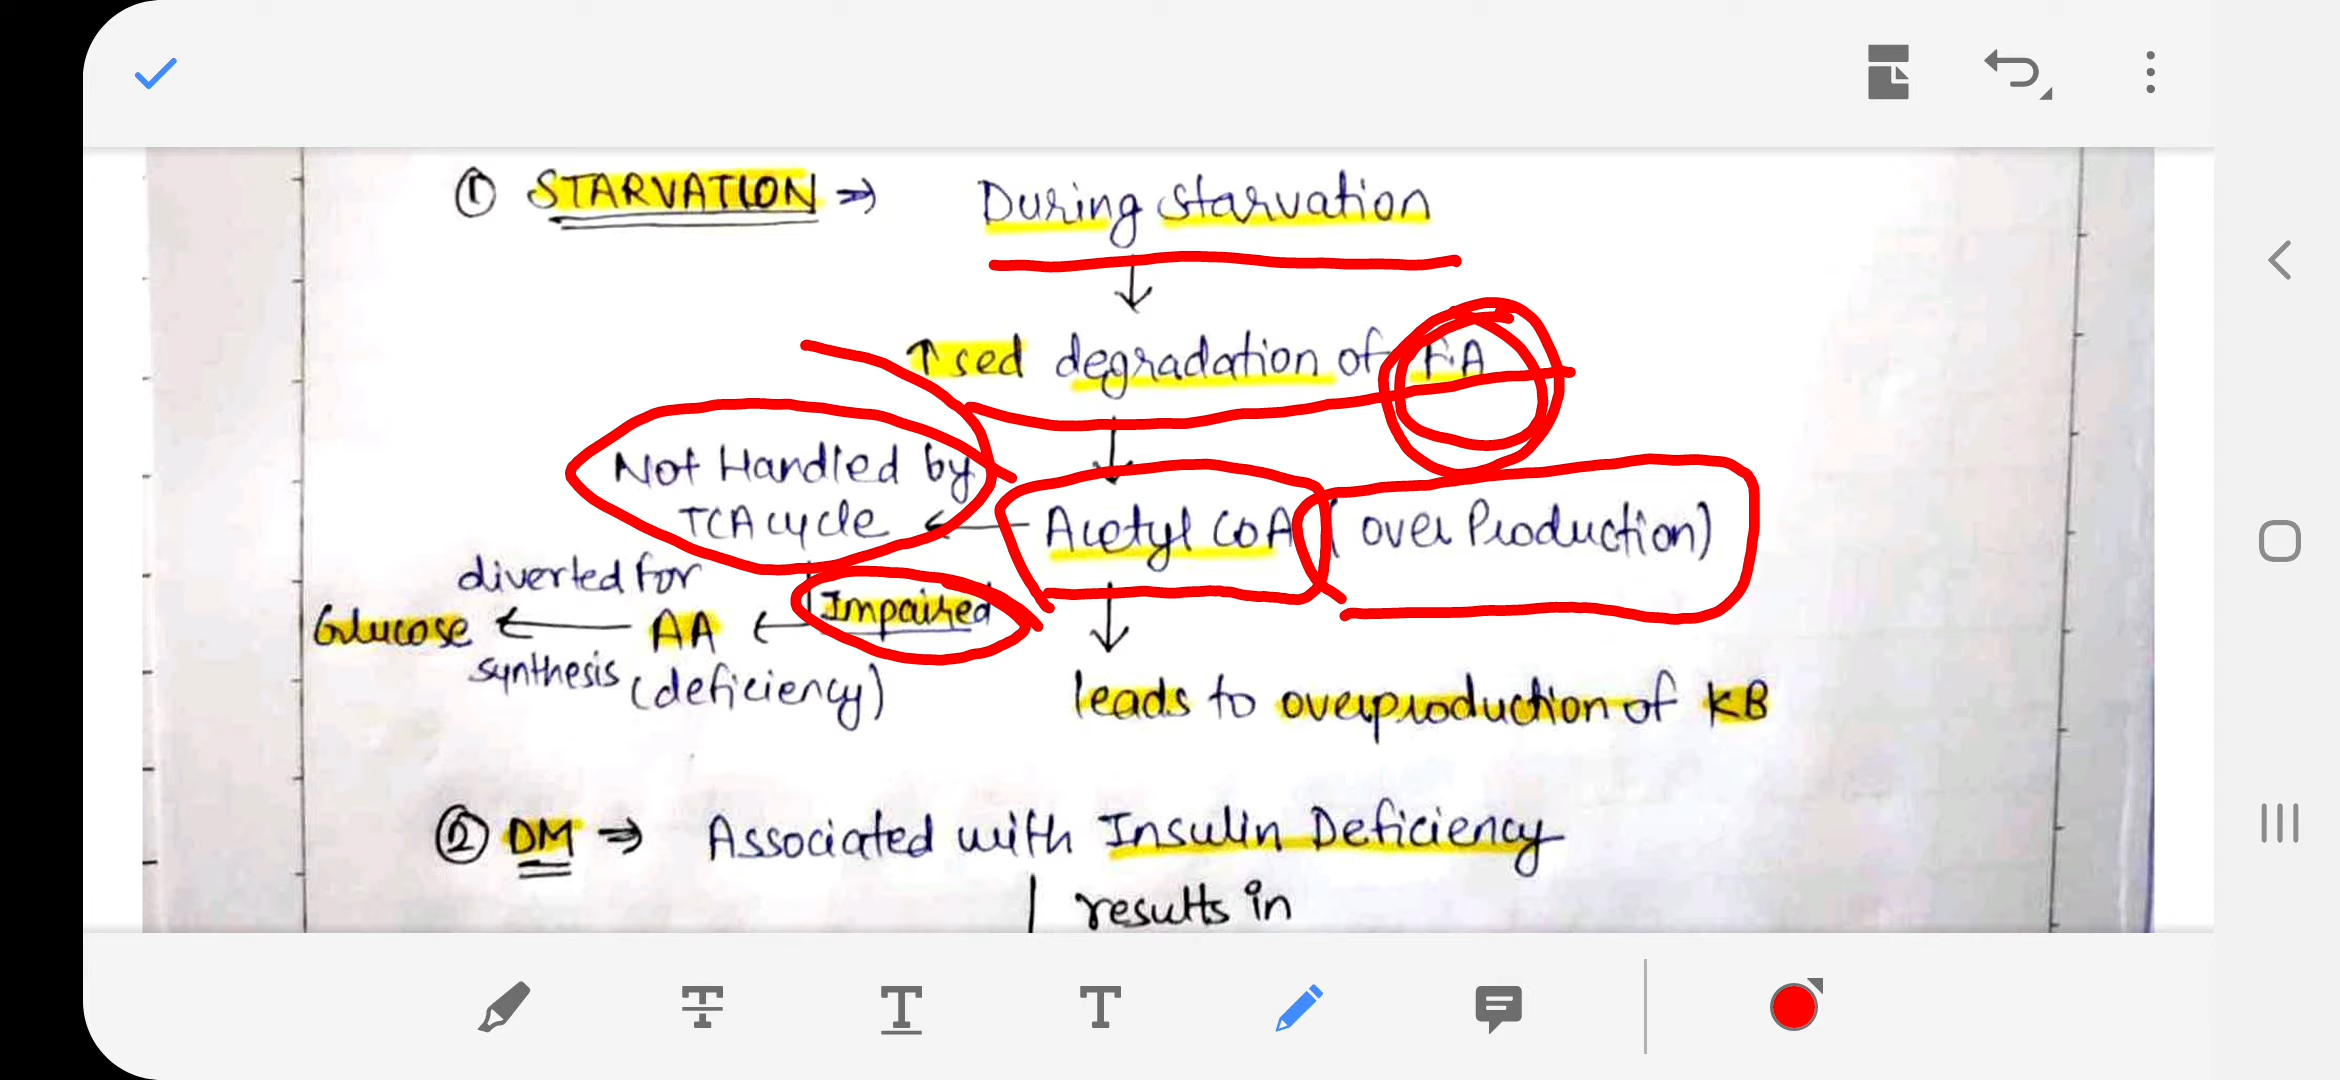 ① STARVATION ⇒ During starvation
↓
↑sed degradation of F.A
↓
Not Handled by
TCA cycle ← Acetyl CoA (over Production)
diverted for
Glucose ← AA ← Impaired
synthesis (deficiency)
↓
leads to overproduction of KB
② DM ⇒ Associated with Insulin Deficiency
| results in